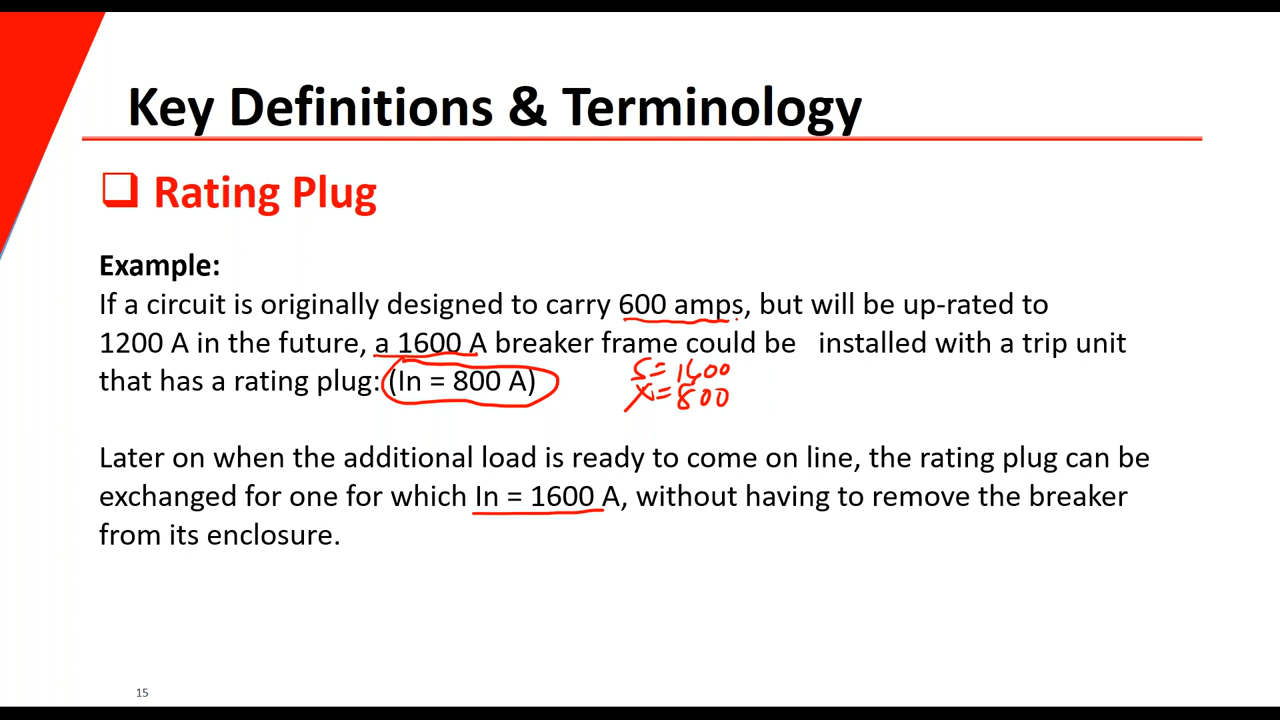 Key Definitions & Terminology
Rating Plug
Example:
If a circuit is originally designed to carry 600 amps, but will be up-rated to
1200 A in the future, a 1600 A breaker frame could be installed with a trip unit
that has a rating plug: (In = 800 A)
S=1600
X=800
Later on when the additional load is ready to come on line, the rating plug can be
exchanged for one for which In = 1600 A, without having to remove the breaker
from its enclosure.
15